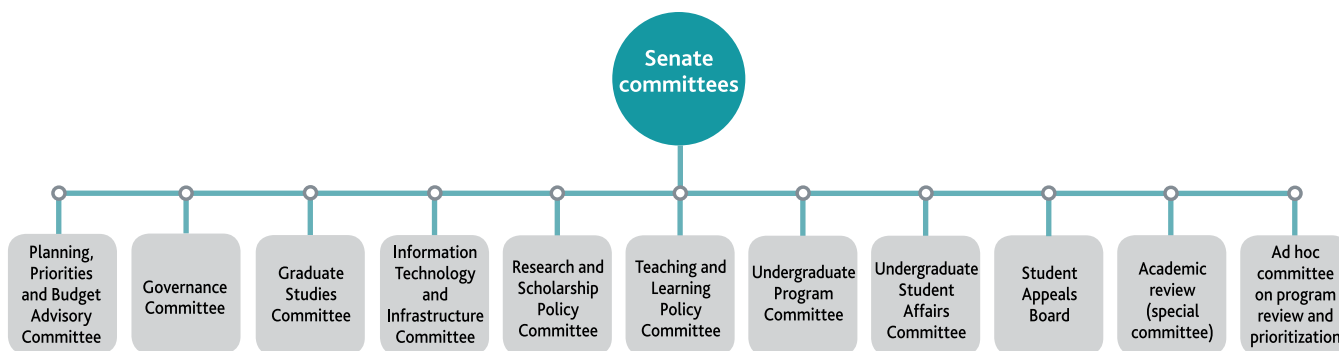 Senate
committees
Planning,
Priorities
and Budget
Advisory
Committee
Governance
Committee
Graduate
Studies
Committee
Information
Technology
and
Infrastructure
Committee
Research and
Scholarship
Policy
Committee
Teaching and
Learning
Policy
Committee
Undergraduate
Program
Committee
Undergraduate
Student
Affairs
Committee
Student
Appeals
Board
Academic
review
(special
committee)
Ad hoc
committee
on program
review and
prioritization